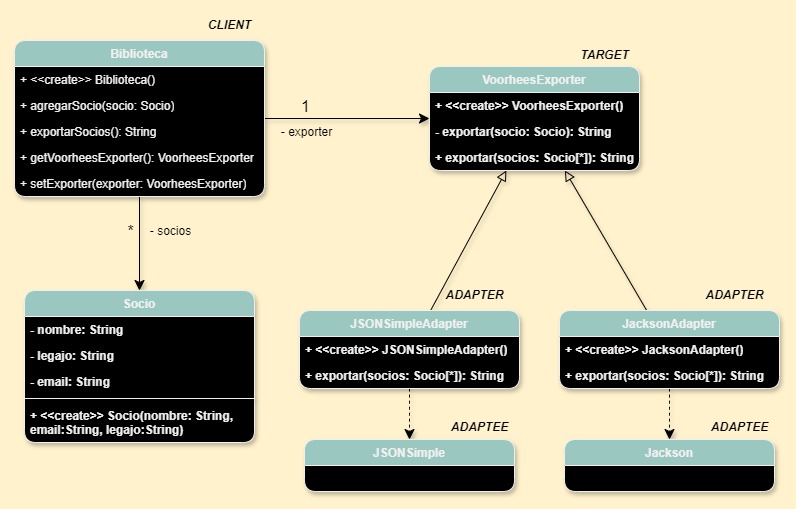 CLIENT
Biblioteca
+ <<create>> Biblioteca()
+ agregarSocio(socio: Socio)
+ exportarSocios(): String
+ getVoorheesExporter(): VoorheesExporter
+ setExporter(exporter: VoorheesExporter)
1
- exporter
TARGET
VoorheesExporter
+ <<create>> VoorheesExporter()
- exportar(socio: Socio): String
+ exportar(socios: Socio[*]): String
*
- socios
Socio
- nombre: String
- legajo: String
- email: String
+ <<create>> Socio(nombre: String,
email:String, legajo:String)
ADAPTER
JSONSimpleAdapter
+ <<create>> JSONSimpleAdapter()
+ exportar(socios: Socio[*]): String
ADAPTER
JacksonAdapter
+ <<create>> JacksonAdapter()
+ exportar(socios: Socio[*]): String
ADAPTEE
JSONSimple
ADAPTEE
Jackson